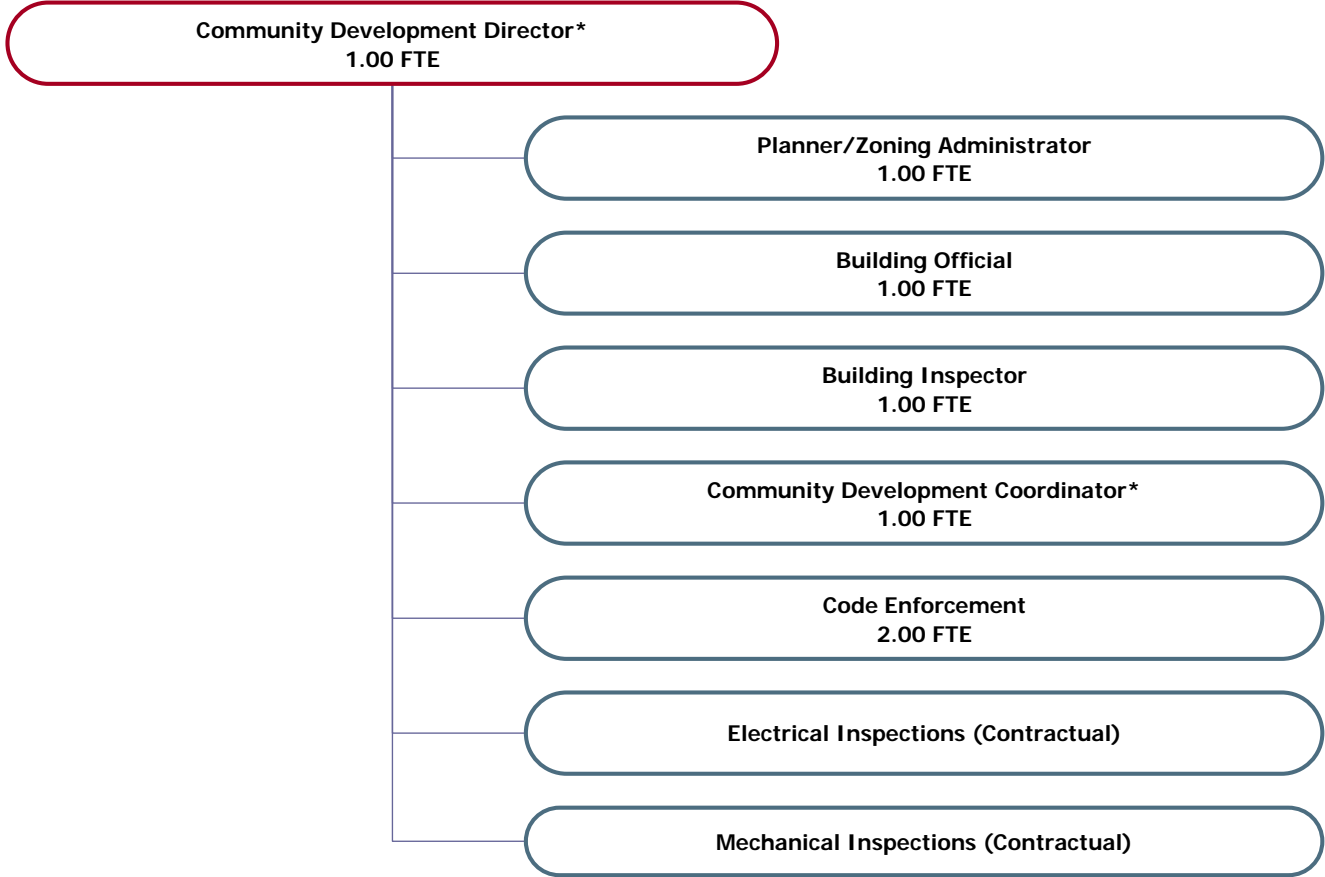 Community Development Director*
1.00 FTE
Planner/Zoning Administrator
1.00 FTE
Building Official
1.00 FTE
Building Inspector
1.00 FTE
Community Development Coordinator*
1.00 FTE
Code Enforcement
2.00 FTE
Electrical Inspections (Contractual)
Mechanical Inspections (Contractual)